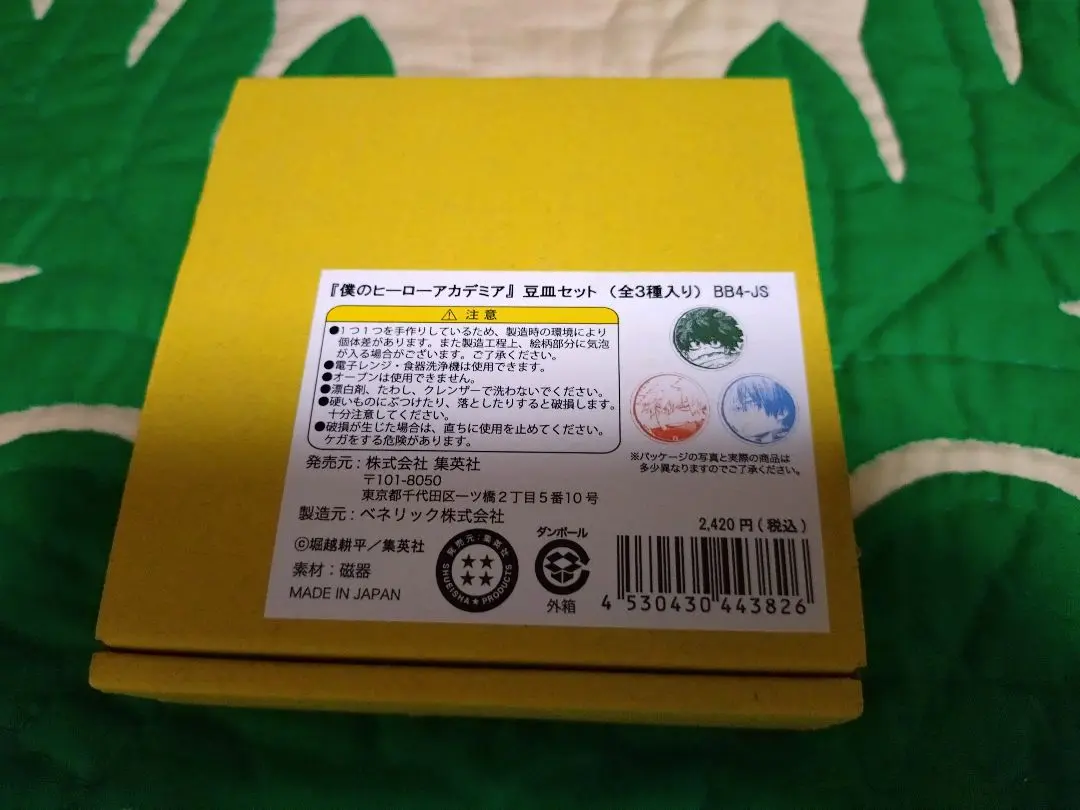 『僕のヒーローアカデミア』 豆皿セット （全3種入り） BB4-JS
⚠ 注意
●1つ1つを手作りしているため、製造時の環境により
個体差があります。また製造工程上、絵柄部分に気泡
が入る場合がございます。ご了承ください。
●電子レンジ・食器洗浄機は使用できます。
●オーブンは使用できません。
●漂白剤、たわし、クレンザーで洗わないでください。
●硬いものにぶつけたり、落としたりすると破損します。
十分注意してください。
●破損が生じた場合は、直ちに使用を止めてください。
ケガをする危険があります。
※パッケージの写真と実際の商品は
多少異なりますのでご了承ください。
発売元：株式会社 集英社
〒101-8050
東京都千代田区一ツ橋2丁目5番10号
製造元：ベネリック株式会社
©堀越耕平／集英社
素材：磁器
MADE IN JAPAN
発売元：集英社
SHUEISHA★PRODUCTS
ダンボール
外箱
2,420円（税込）
4 530430 443826